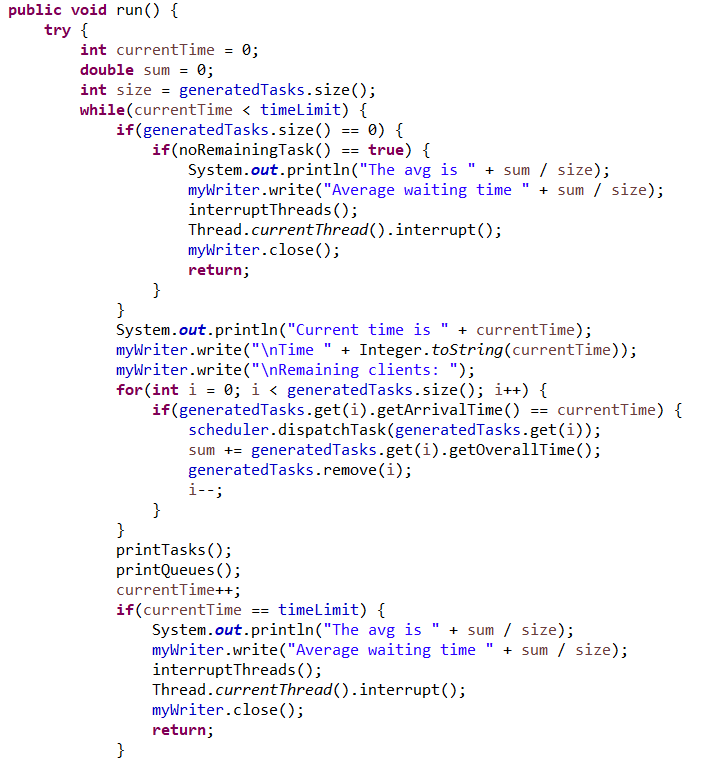 public void run() {
    try {
        int currentTime = 0;
        double sum = 0;
        int size = generatedTasks.size();
        while(currentTime < timeLimit) {
            if(generatedTasks.size() == 0) {
                if(noRemainingTask() == true) {
                    System.out.println("The avg is " + sum / size);
                    myWriter.write("Average waiting time " + sum / size);
                    interruptThreads();
                    Thread.currentThread().interrupt();
                    myWriter.close();
                    return;
                }
            }
            System.out.println("Current time is " + currentTime);
            myWriter.write("\nTime " + Integer.toString(currentTime));
            myWriter.write("\nRemaining clients: ");
            for(int i = 0; i < generatedTasks.size(); i++) {
                if(generatedTasks.get(i).getArrivalTime() == currentTime) {
                    scheduler.dispatchTask(generatedTasks.get(i));
                    sum += generatedTasks.get(i).getOverallTime();
                    generatedTasks.remove(i);
                    i--;
                }
            }
            printTasks();
            printQueues();
            currentTime++;
            if(currentTime == timeLimit) {
                System.out.println("The avg is " + sum / size);
                myWriter.write("Average waiting time " + sum / size);
                interruptThreads();
                Thread.currentThread().interrupt();
                myWriter.close();
                return;
            }